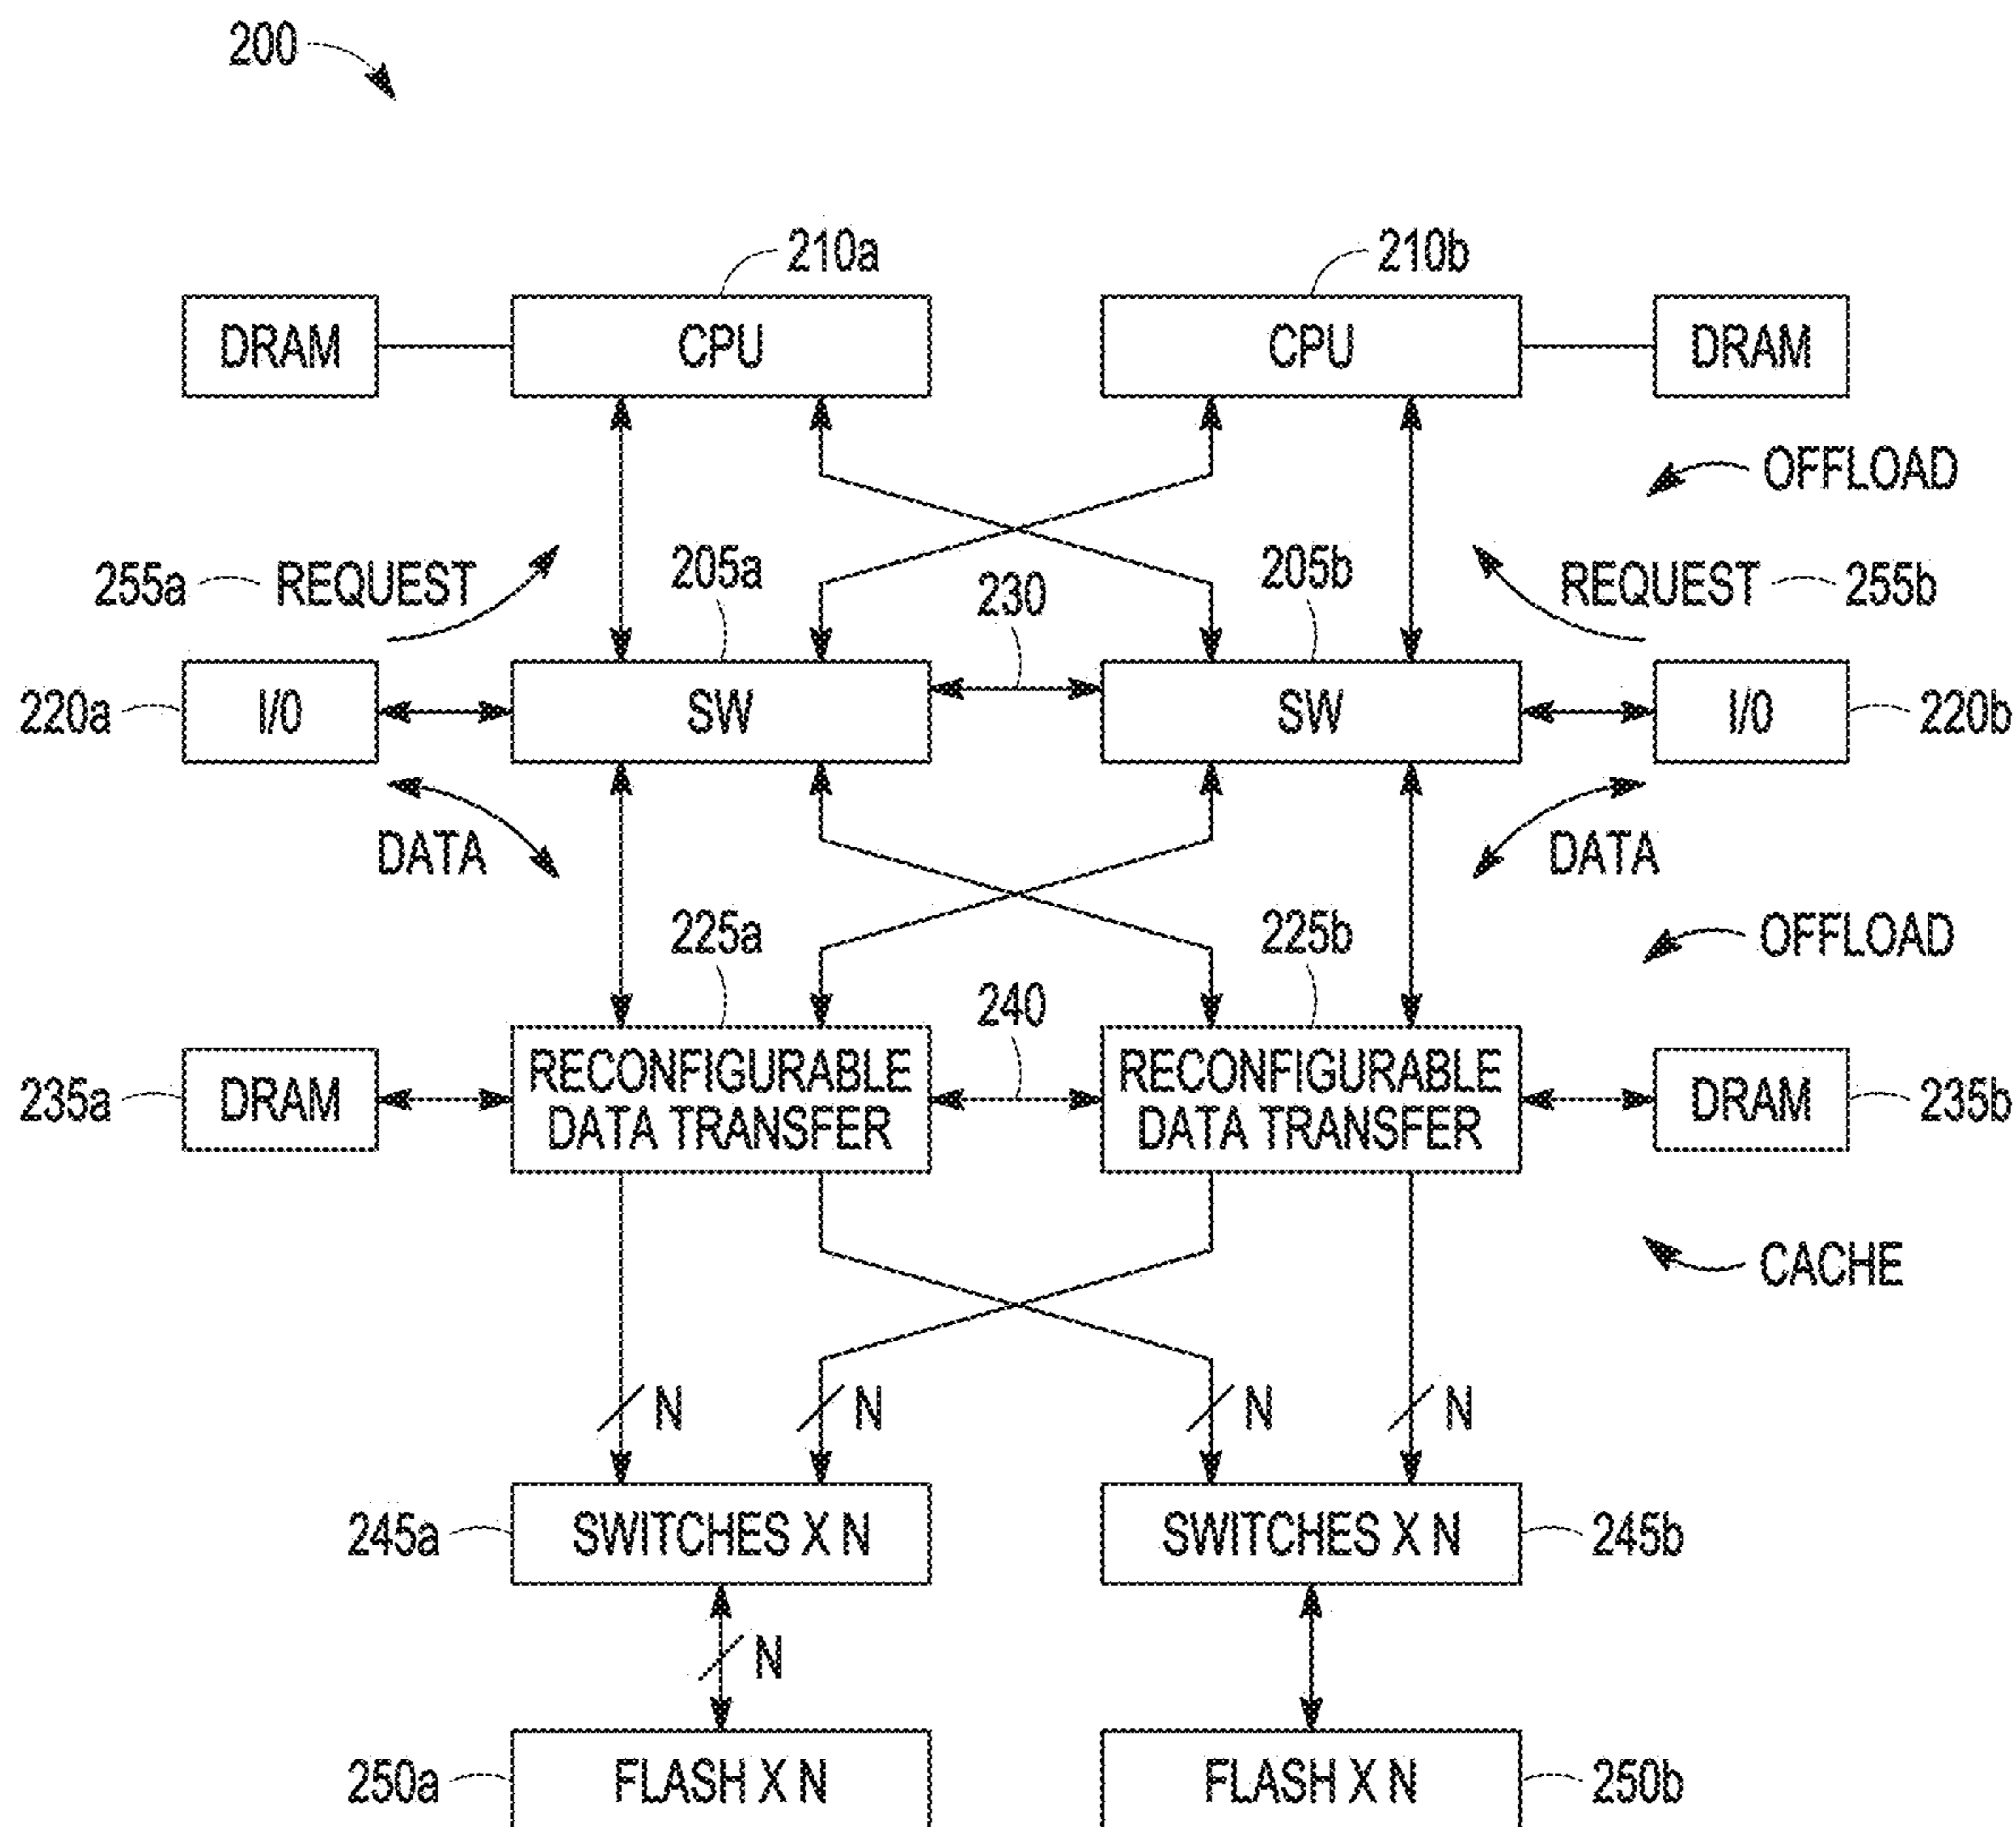 200
210a
210b
DRAM
CPU
CPU
DRAM
OFFLOAD
255a
REQUEST
205a
230
205b
REQUEST
255b
220a
I/0
SW
SW
I/0
220b
DATA
DATA
225a
225b
OFFLOAD
240
235a
DRAM
RECONFIGURABLE
DATA TRANSFER
RECONFIGURABLE
DATA TRANSFER
DRAM
235b
CACHE
N
N
N
N
245a
SWITCHES X N
SWITCHES X N
245b
N
250a
FLASH X N
FLASH X N
250b